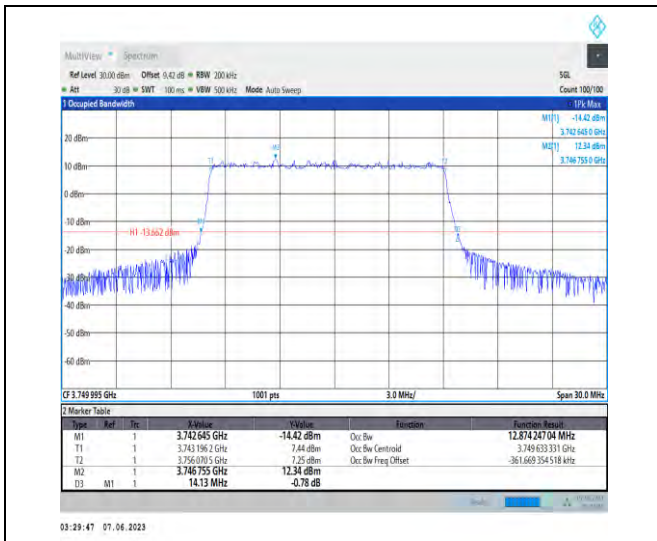 MultiView Spectrum
Ref Level 30.00 dBm Offset 9.42 dB RBW 200 kHz SGL
Att 30 dB SWT 100 ms VBW 500 kHz Mode Auto Sweep Count 100/100
1 Occupied Bandwidth 1Pk Max
M1[1] -14.42 dBm
3.742 645 0 GHz
M2[1] 12.34 dBm
3.746 755 0 GHz
20 dBm
M2
T1 T2
10 dBm
0 dBm
-10 dBm
H1 -13.662 dBm
-20 dBm
-30 dBm
-40 dBm
-50 dBm
-60 dBm
CF 3.749 995 GHz 1001 pts 3.0 MHz/ Span 30.0 MHz
2 Marker Table
Type Ref Trc X-Value Y-Value Function Function Result
M1 1 3.742 645 GHz -14.42 dBm Occ Bw 12.874 247 04 MHz
T1 1 3.743 196 2 GHz 7.44 dBm Occ Bw Centroid 3.749 633 331 GHz
T2 1 3.756 070 5 GHz 7.25 dBm Occ Bw Freq Offset -361.669 354 518 kHz
M2 1 3.746 755 GHz 12.34 dBm
D3 M1 1 14.13 MHz -0.78 dB
03:29:47 07.06.2023